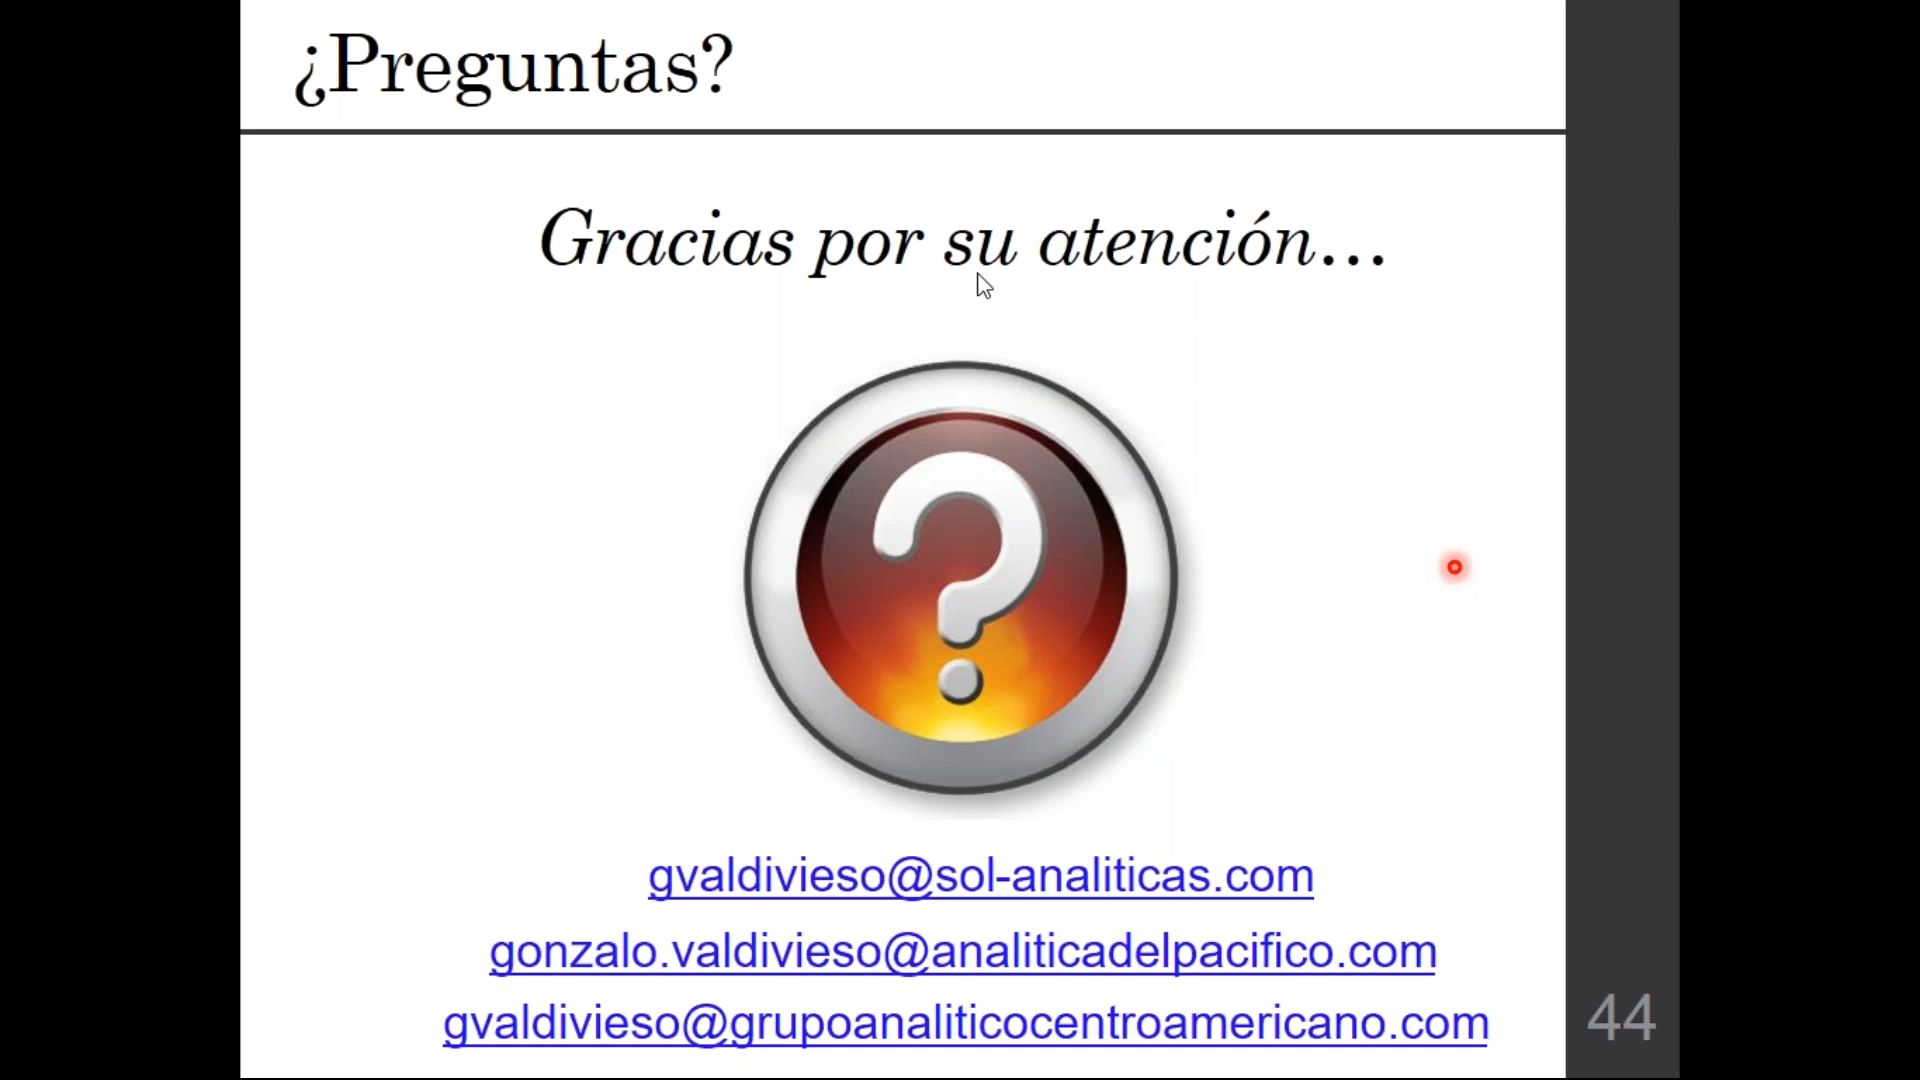 ¿Preguntas?
Gracias por su atención...
?
gvaldivieso@sol-analiticas.com
gonzalo.valdivieso@analiticadelpacifico.com
gvaldivieso@grupoanaliticocentroamericano.com
44